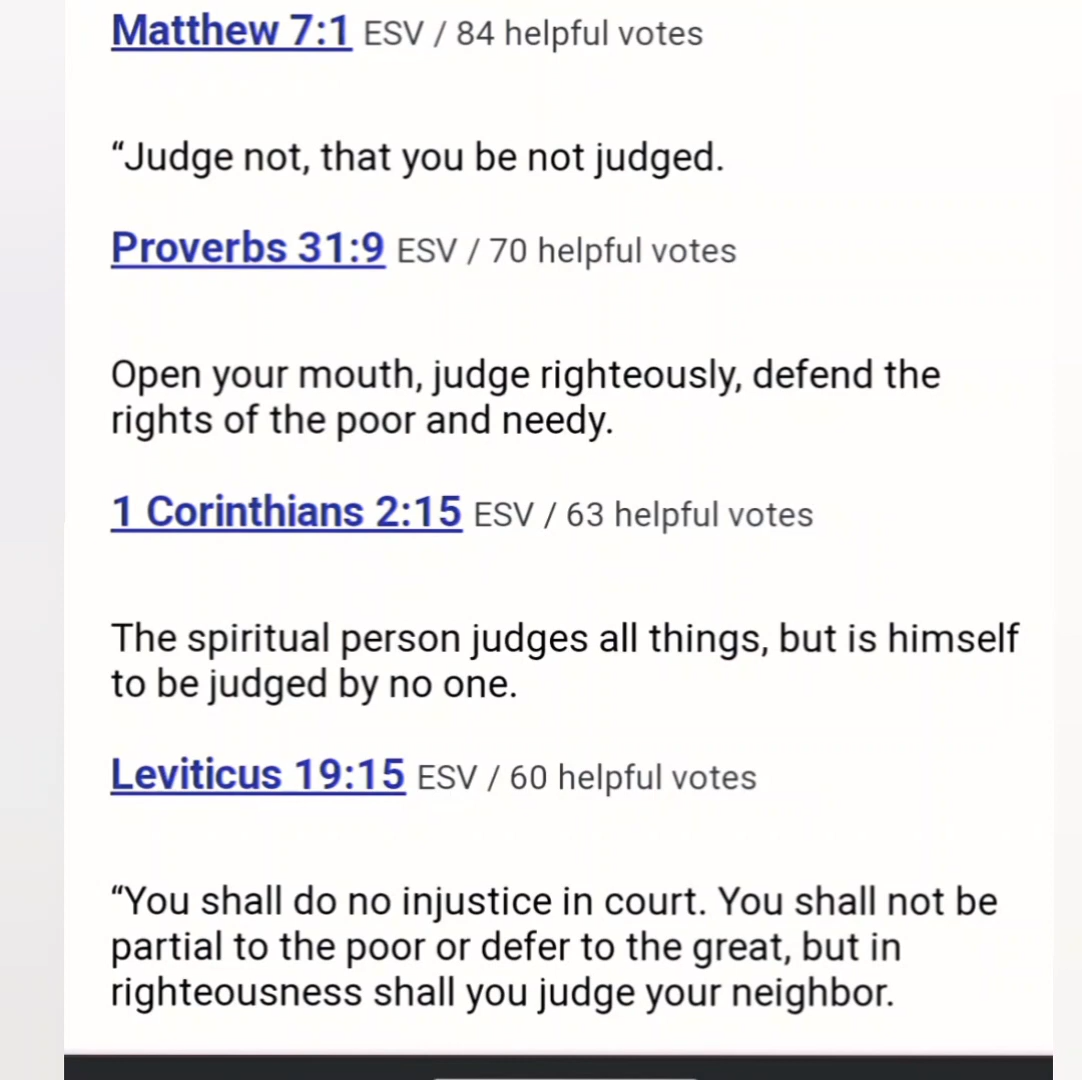 Matthew 7:1 ESV / 84 helpful votes
“Judge not, that you be not judged.
Proverbs 31:9 ESV / 70 helpful votes
Open your mouth, judge righteously, defend the
rights of the poor and needy.
1 Corinthians 2:15 ESV / 63 helpful votes
The spiritual person judges all things, but is himself
to be judged by no one.
Leviticus 19:15 ESV / 60 helpful votes
“You shall do no injustice in court. You shall not be
partial to the poor or defer to the great, but in
righteousness shall you judge your neighbor.